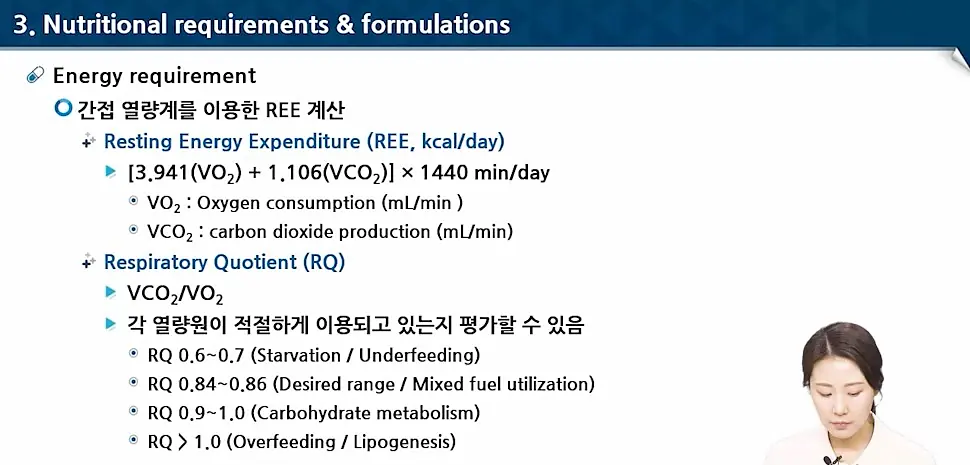 3. Nutritional requirements & formulations
Energy requirement
간접 열량계를 이용한 REE 계산
Resting Energy Expenditure (REE, kcal/day)
[3.941(VO₂) + 1.106(VCO₂)] × 1440 min/day
VO₂ : Oxygen consumption (mL/min )
VCO₂ : carbon dioxide production (mL/min)
Respiratory Quotient (RQ)
VCO₂/VO₂
각 열량원이 적절하게 이용되고 있는지 평가할 수 있음
RQ 0.6~0.7 (Starvation / Underfeeding)
RQ 0.84~0.86 (Desired range / Mixed fuel utilization)
RQ 0.9~1.0 (Carbohydrate metabolism)
RQ > 1.0 (Overfeeding / Lipogenesis)